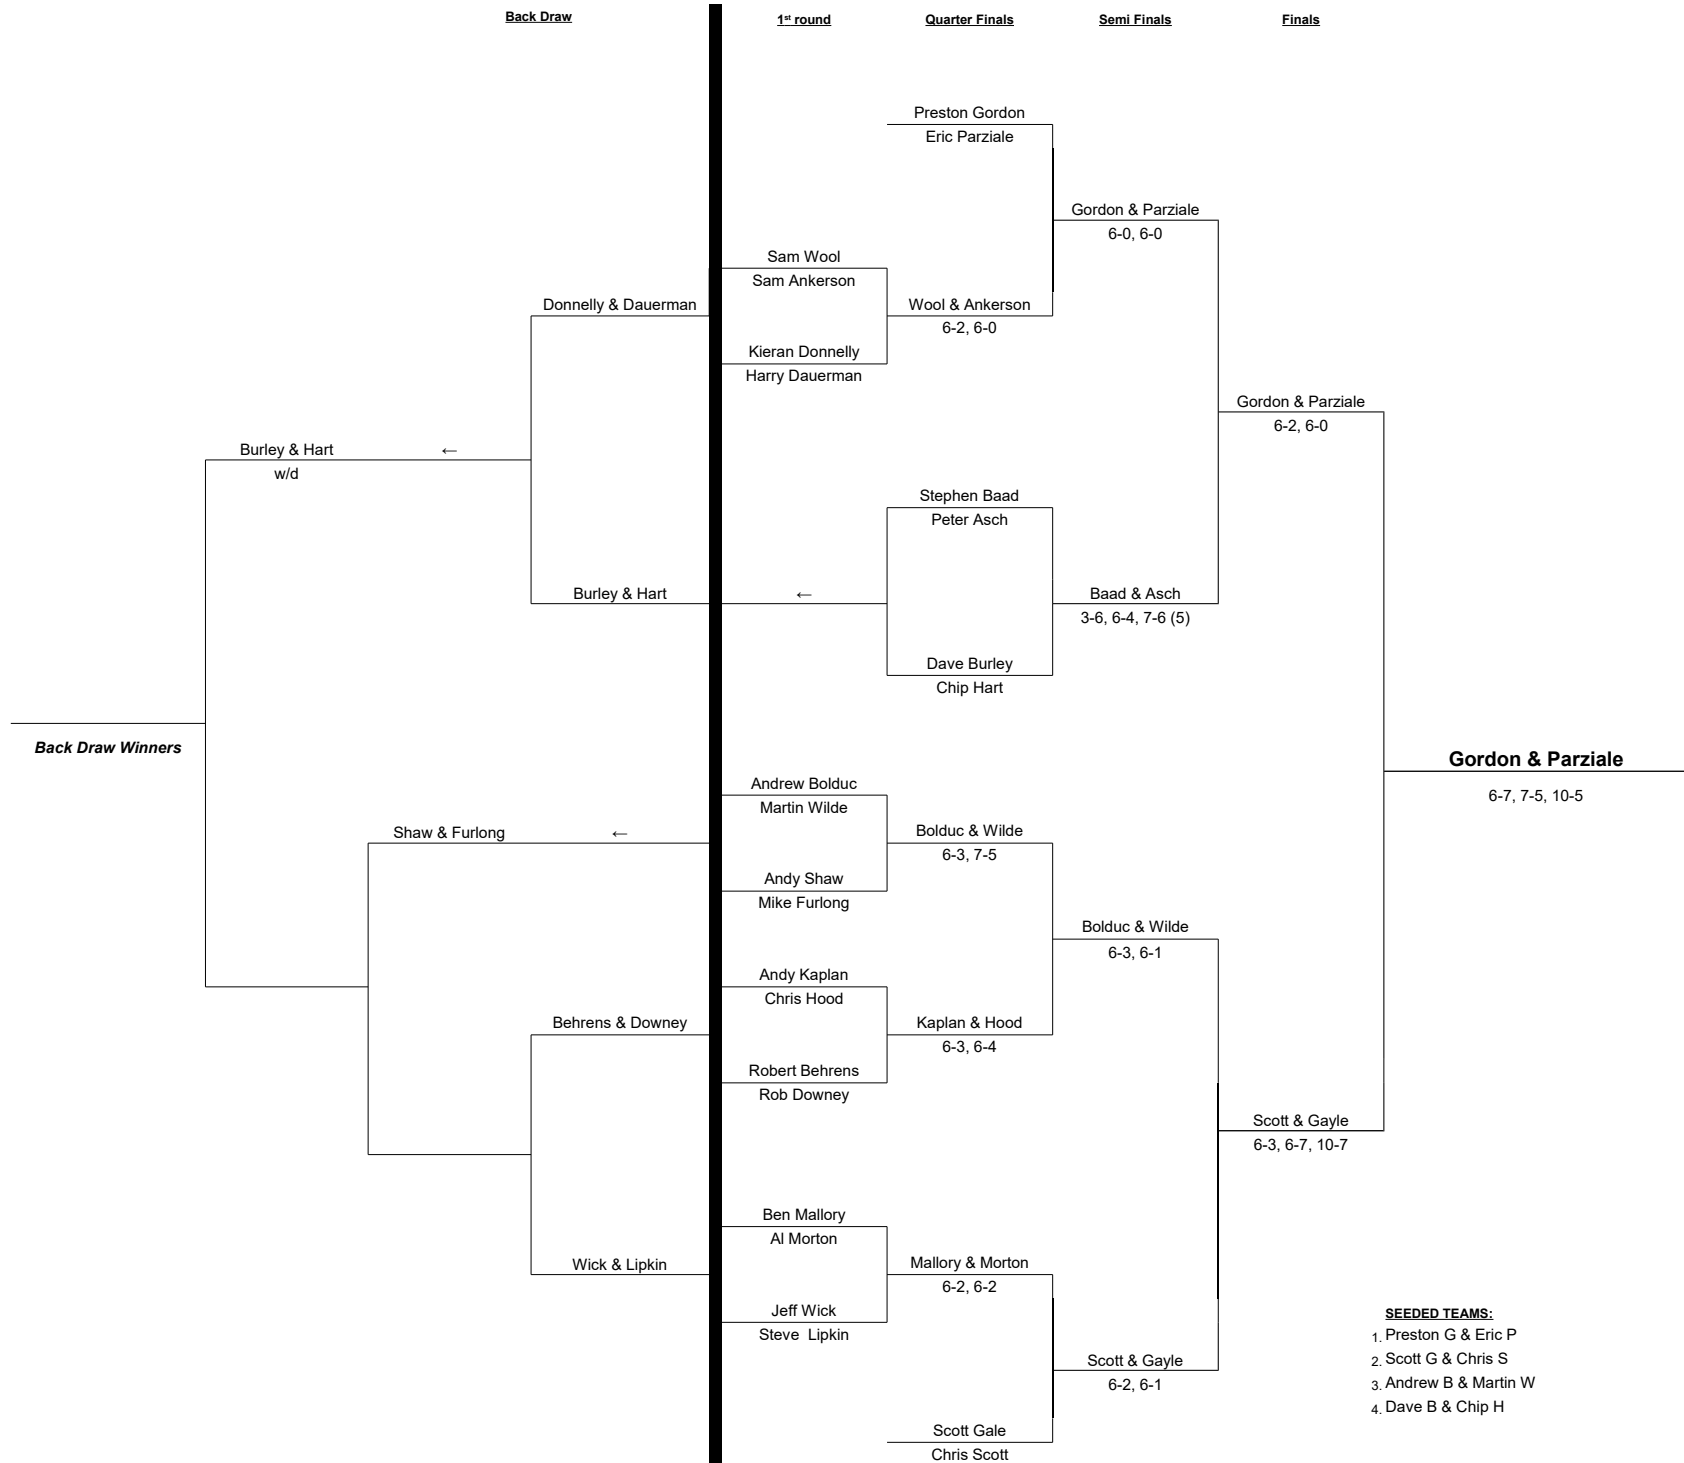 Back Draw
1st round
Quarter Finals
Semi Finals
Finals
Preston Gordon
Eric Parziale
Gordon & Parziale
6-0, 6-0
Sam Wool
Sam Ankerson
Donnelly & Dauerman
Wool & Ankerson
6-2, 6-0
Kieran Donnelly
Harry Dauerman
Gordon & Parziale
6-2, 6-0
Burley & Hart
←
w/d
Stephen Baad
Peter Asch
Burley & Hart
←
Baad & Asch
3-6, 6-4, 7-6 (5)
Dave Burley
Chip Hart
Back Draw Winners
Gordon & Parziale
6-7, 7-5, 10-5
Andrew Bolduc
Martin Wilde
Shaw & Furlong
←
Bolduc & Wilde
6-3, 7-5
Andy Shaw
Mike Furlong
Bolduc & Wilde
6-3, 6-1
Andy Kaplan
Chris Hood
Behrens & Downey
Kaplan & Hood
6-3, 6-4
Robert Behrens
Rob Downey
Scott & Gayle
6-3, 6-7, 10-7
Ben Mallory
Al Morton
Wick & Lipkin
Mallory & Morton
6-2, 6-2
Jeff Wick
Steve  Lipkin
Scott & Gayle
6-2, 6-1
Scott Gale
Chris Scott
SEEDED TEAMS:
1. Preston G & Eric P
2. Scott G & Chris S
3. Andrew B & Martin W
4. Dave B & Chip H